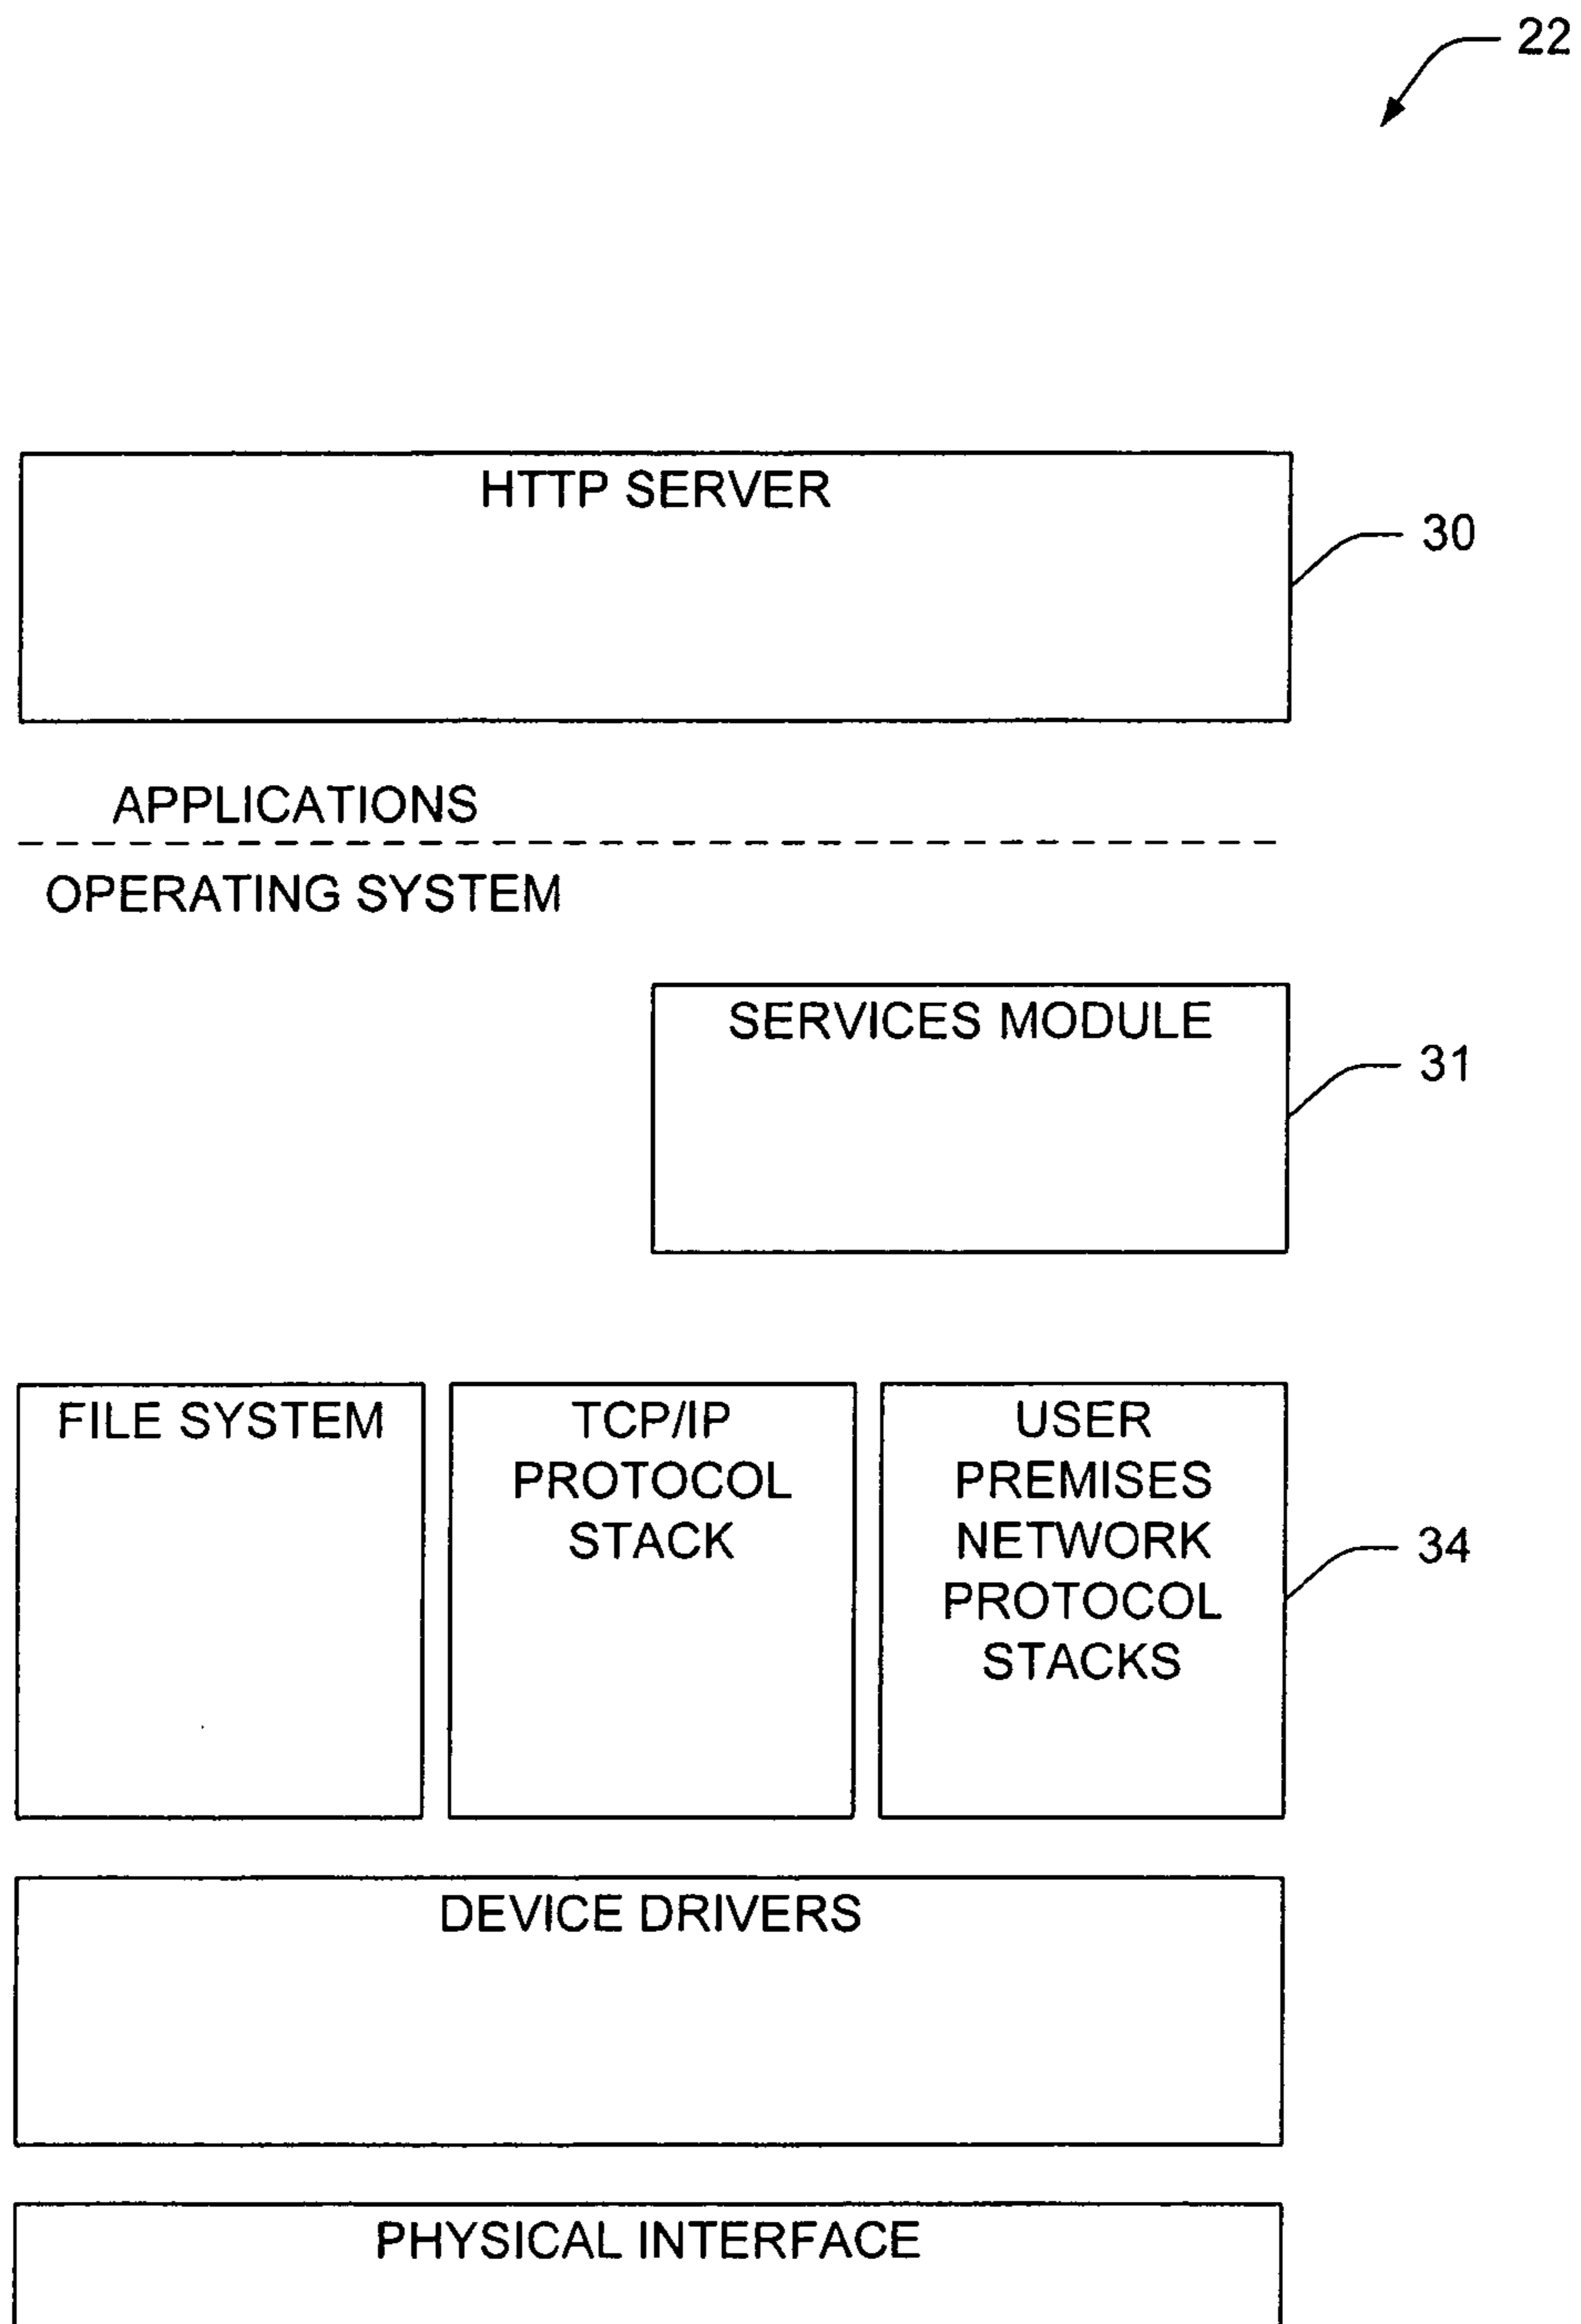 22
HTTP SERVER
30
APPLICATIONS
OPERATING SYSTEM
SERVICES MODULE
31
FILE SYSTEM
TCP/IP
PROTOCOL
STACK
USER
PREMISES
NETWORK
PROTOCOL
STACKS
34
DEVICE DRIVERS
PHYSICAL INTERFACE